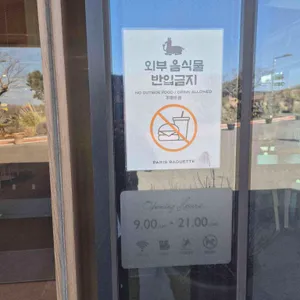 외부 음식물
반입금지
NO OUTSIDE FOOD & DRINK ALLOWED
PARIS BAGUETTE
Opening Hours
9.00 - 21.00